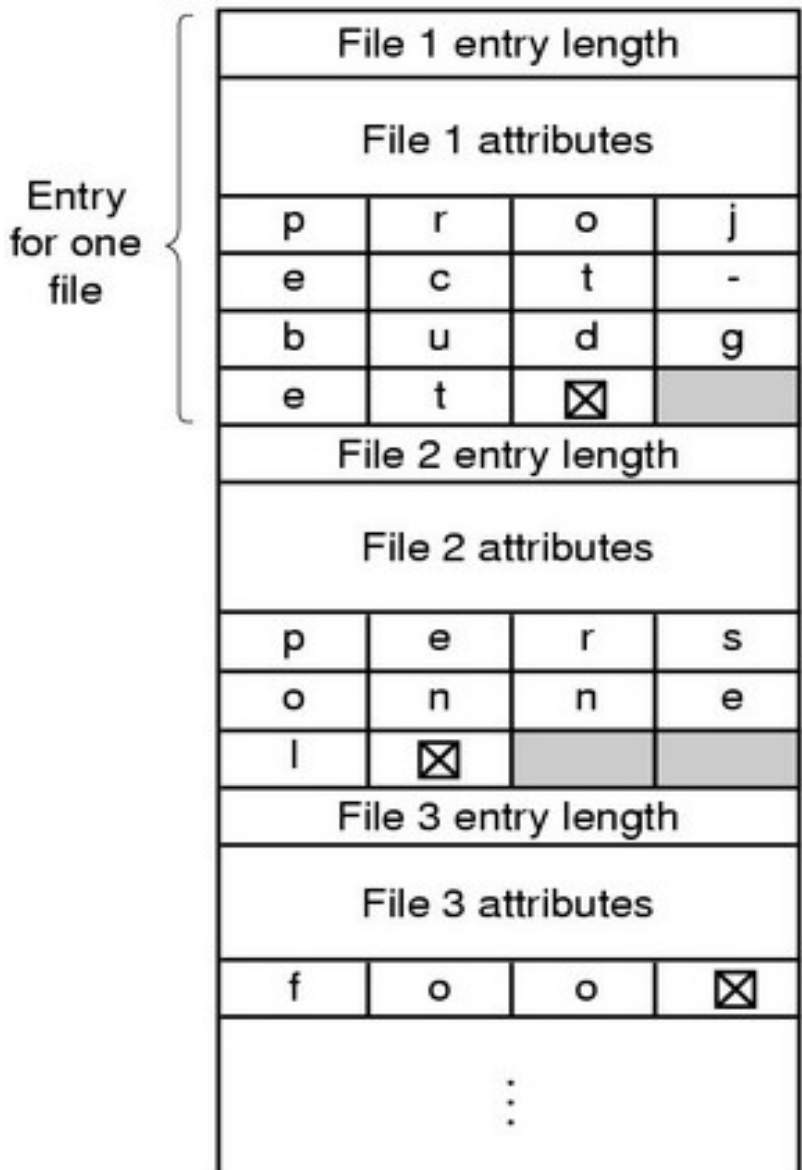 File 1 entry length
File 1 attributes
Entry
for one
file
p r o j
e c t -
b u d g
e t ☒
File 2 entry length
File 2 attributes
p e r s
o n n e
l ☒
File 3 entry length
File 3 attributes
f o o ☒
⋮